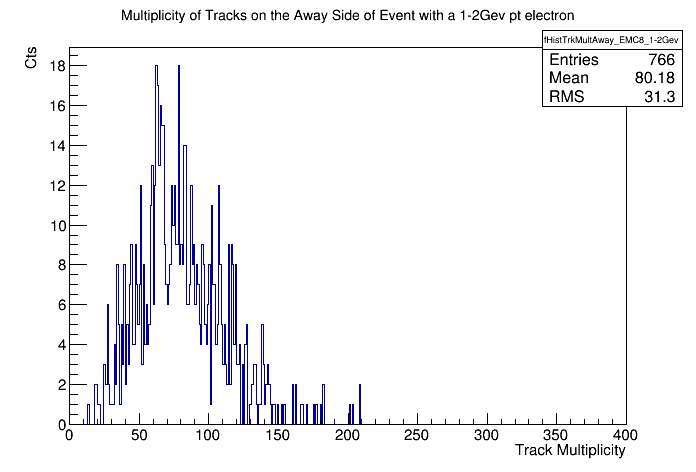 Multiplicity of Tracks on the Away Side of Event with a 1-2Gev pt electron
fHistTrkMultAway_EMC8_1-2Gev
Entries 766
Mean 80.18
RMS 31.3
Cts
18
16
14
12
10
8
6
4
2
0
0 50 100 150 200 250 300 350 400
Track Multiplicity